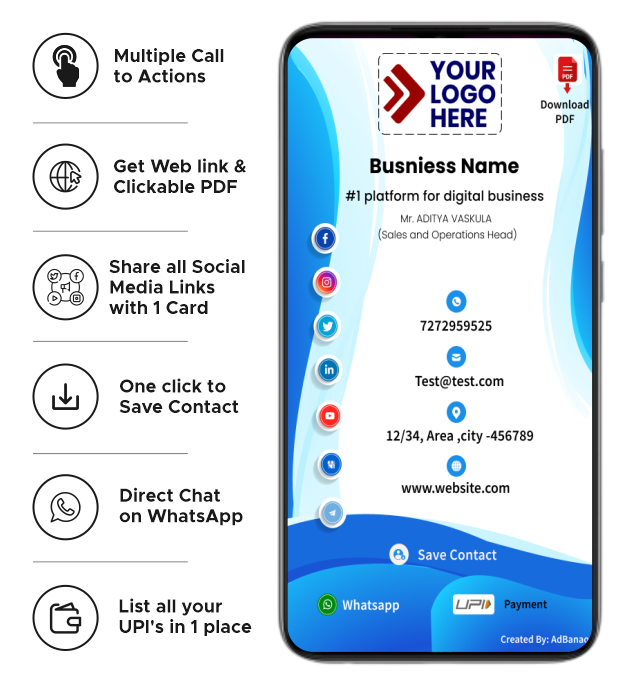 Multiple Call
to Actions
Get Web link &
Clickable PDF
Share all Social
Media Links
with 1 Card
One click to
Save Contact
Direct Chat
on WhatsApp
List all your
UPI's in 1 place
YOUR
LOGO
HERE
PDF
Download
PDF
Busniess Name
#1 platform for digital business
Mr. ADITYA VASKULA
(Sales and Operations Head)
7272959525
Test@test.com
12/34, Area ,city -456789
www.website.com
Save Contact
Whatsapp
UPI
Payment
Created By: AdBanao